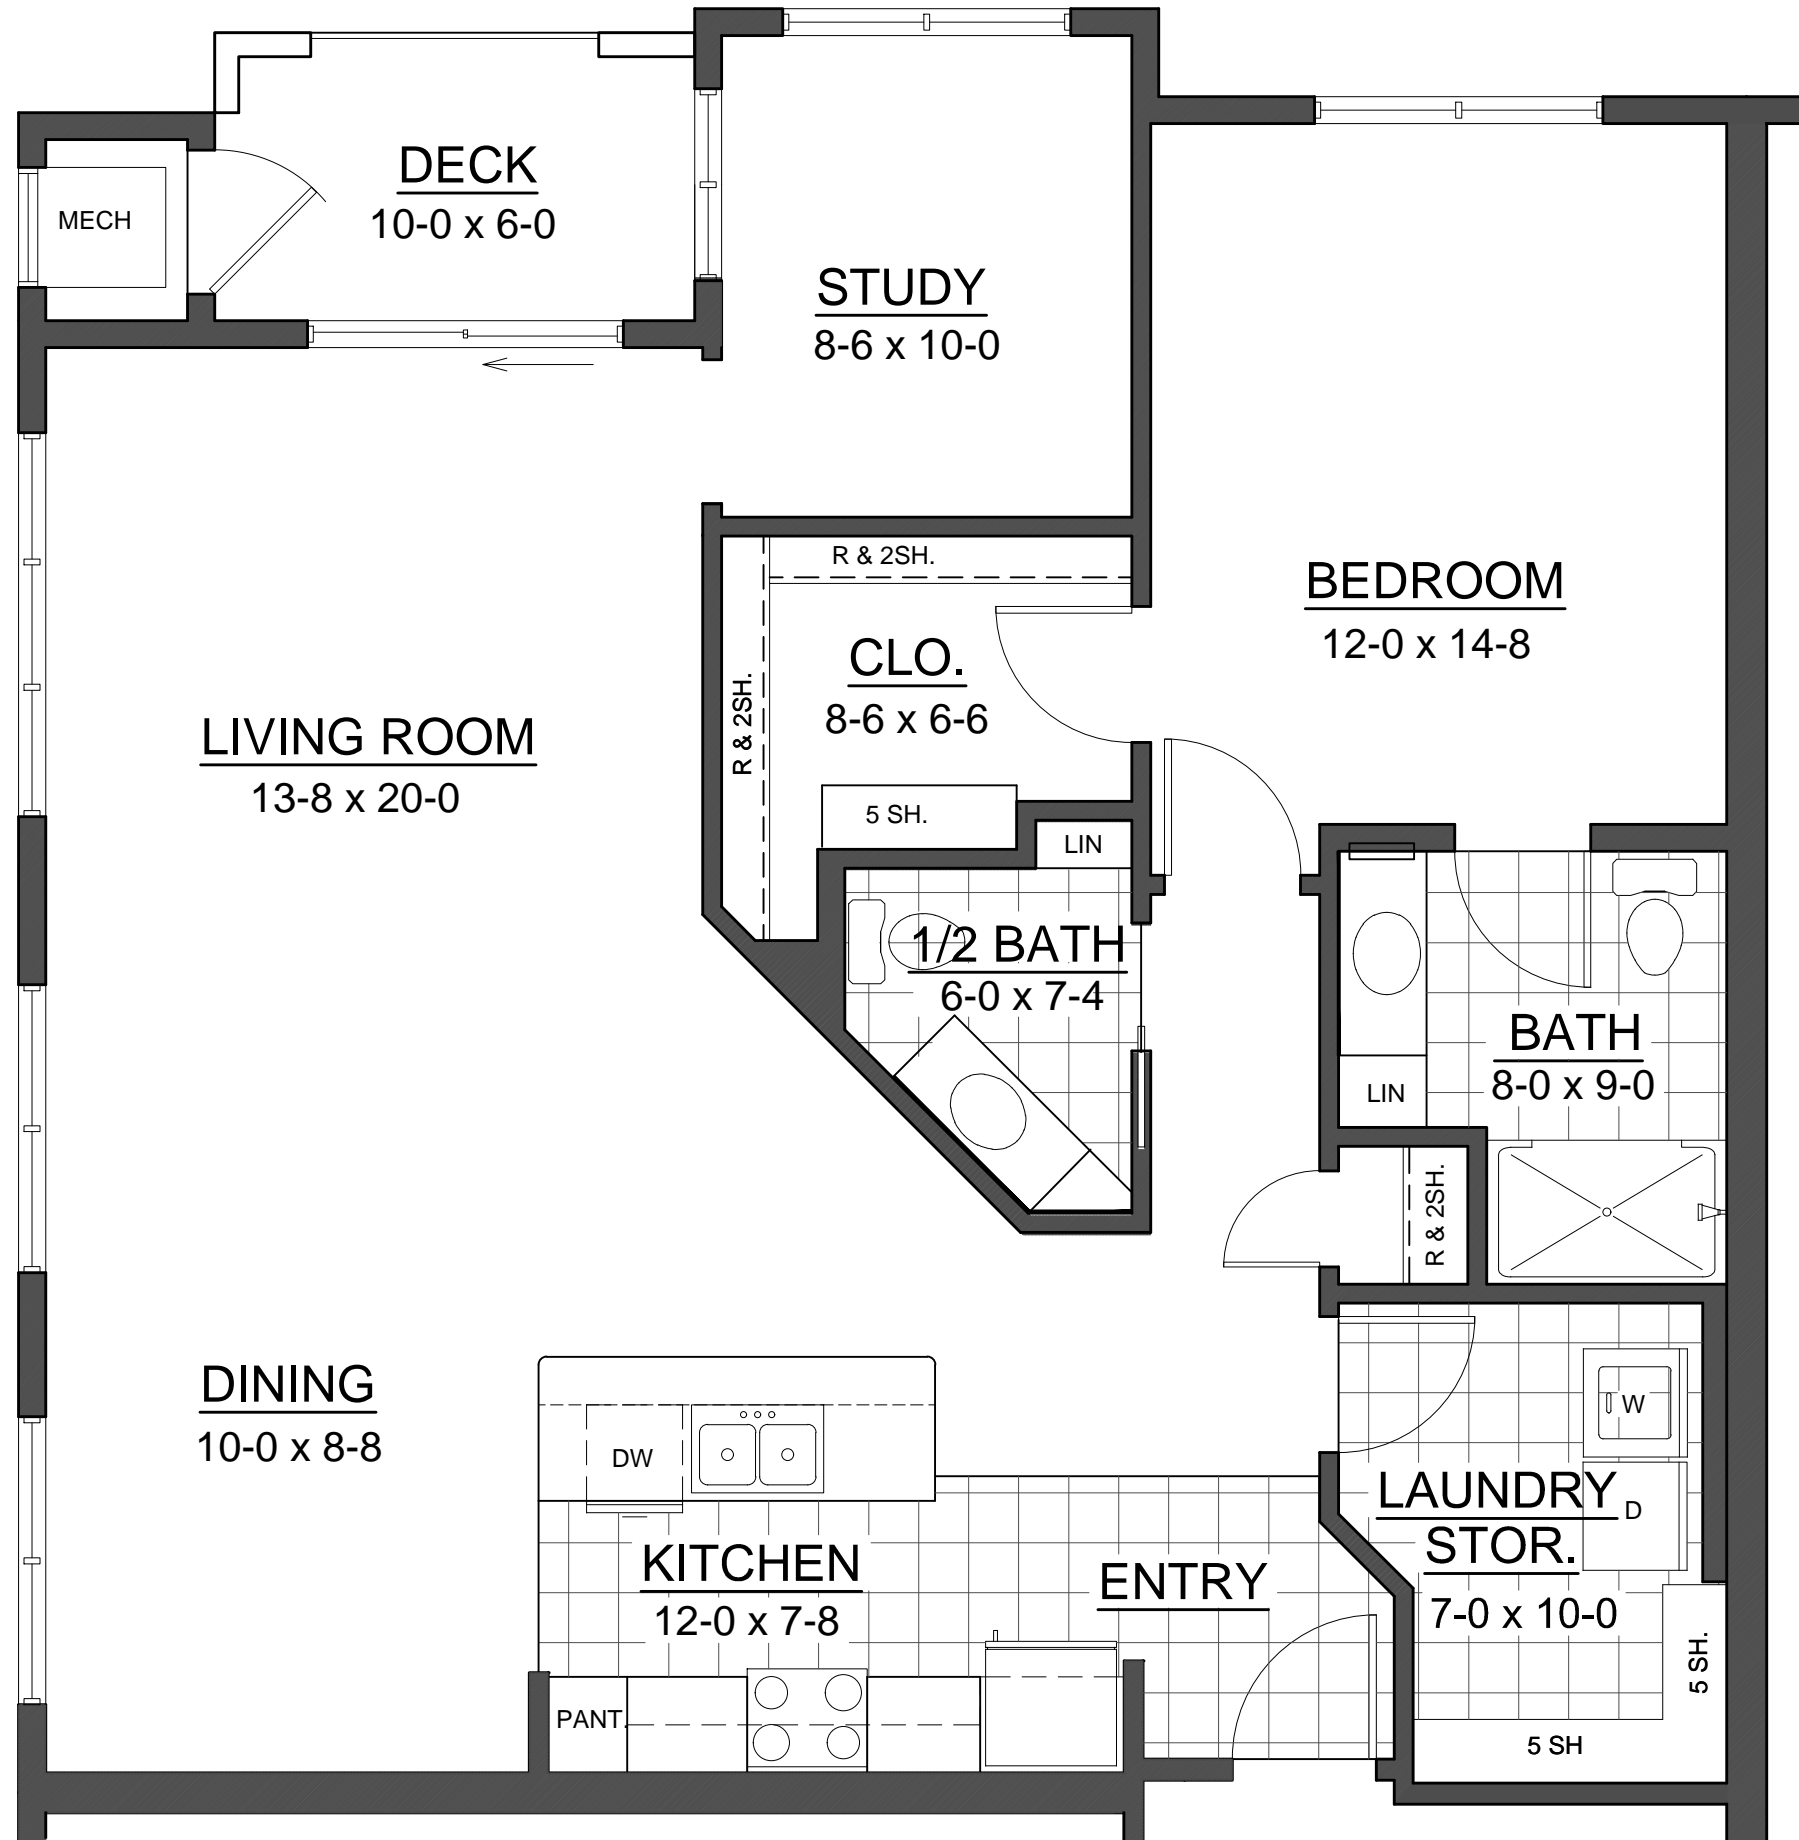 DECK
10-0 x 6-0
MECH
STUDY
8-6 x 10-0
R & 2SH.
BEDROOM
12-0 x 14-8
CLO.
8-6 x 6-6
R & 2SH.
LIVING ROOM
13-8 x 20-0
5 SH.
LIN
1/2 BATH
6-0 x 7-4
BATH
8-0 x 9-0
LIN
R & 2SH.
DINING
10-0 x 8-8
DW
W
LAUNDRY
D
STOR.
7-0 x 10-0
KITCHEN
12-0 x 7-8
ENTRY
5 SH.
PANT.
5 SH